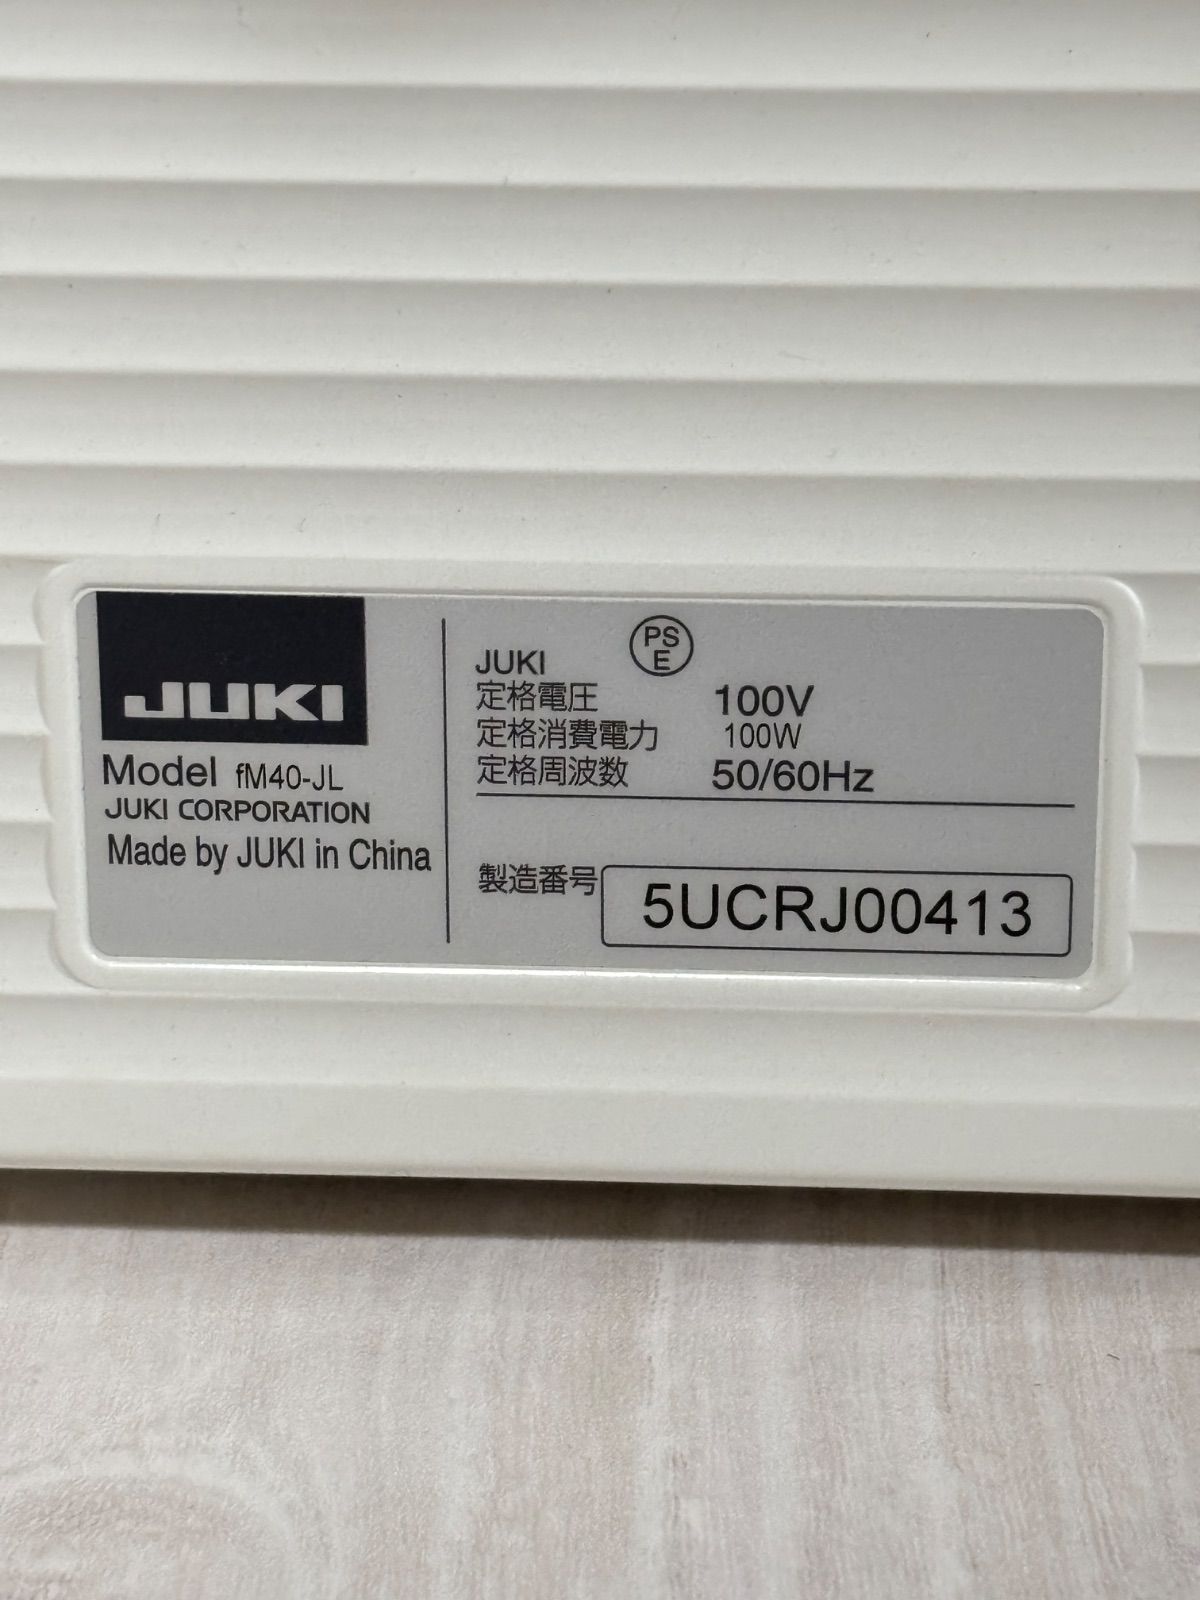 JUKI
Model fM40-JL
JUKI CORPORATION
Made by JUKI in China
PS
E
JUKI
定格電圧 100V
定格消費電力 100W
定格周波数 50/60Hz
製造番号 5UCRJ00413